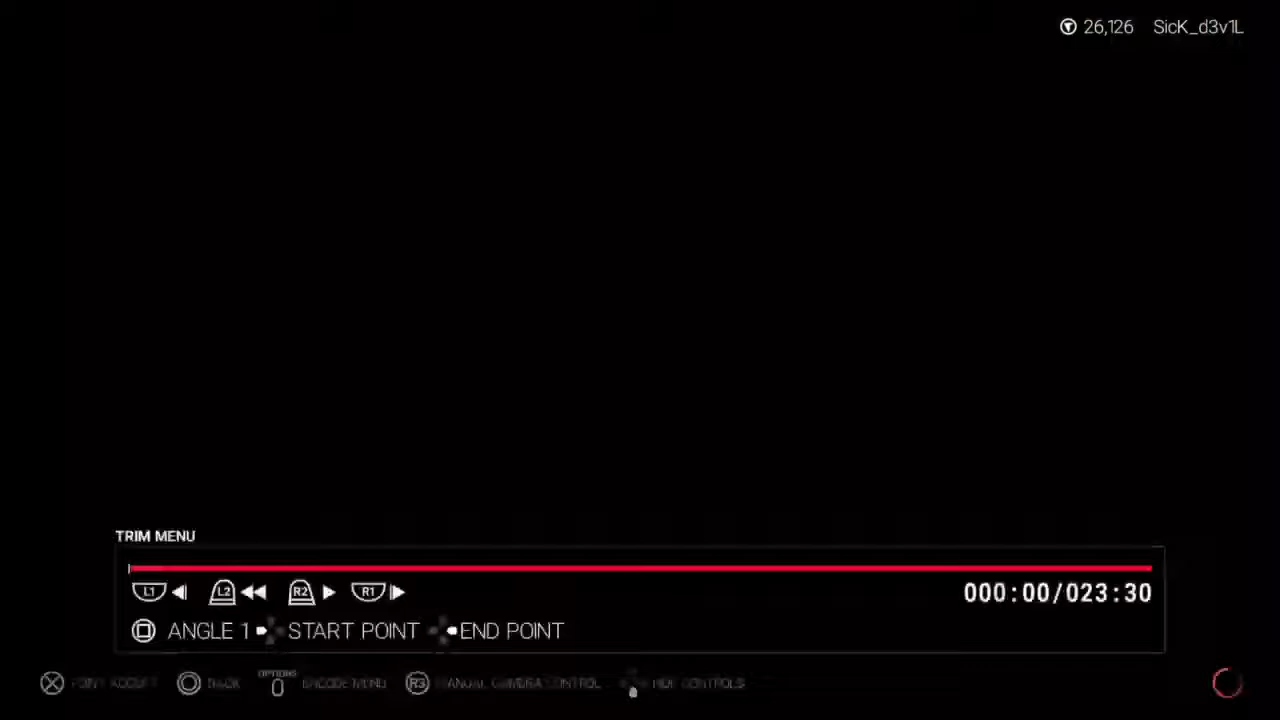 26,126 SicK_d3v1L
TRIM MENU
L1 L2 R2 R1 000:00/023:30
ANGLE 1 START POINT END POINT
OPTIONS
BACK ENCODE MENU R3 MANUAL CAMERA CONTROL HIDE CONTROLS